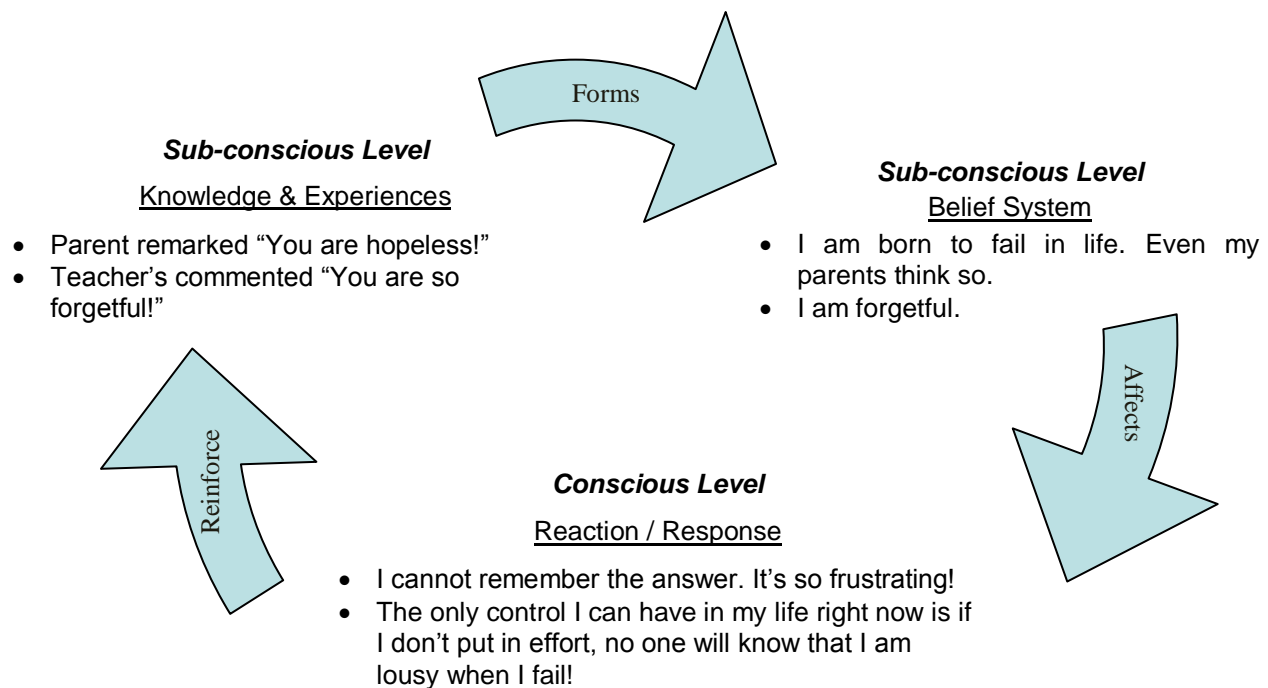 Forms
Sub-conscious Level
Knowledge & Experiences
• Parent remarked “You are hopeless!”
• Teacher’s commented “You are so
forgetful!”
Sub-conscious Level
Belief System
• I am born to fail in life. Even my
parents think so.
• I am forgetful.
Affects
Conscious Level
Reaction / Response
• I cannot remember the answer. It’s so frustrating!
• The only control I can have in my life right now is if
I don’t put in effort, no one will know that I am
lousy when I fail!
Reinforce